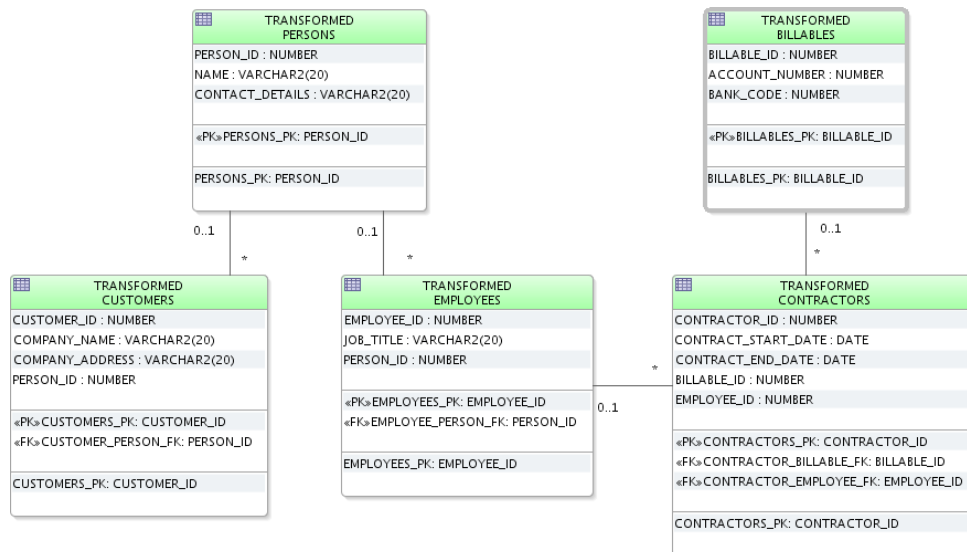 TRANSFORMED
PERSONS
PERSON_ID : NUMBER
NAME : VARCHAR2(20)
CONTACT_DETAILS : VARCHAR2(20)
«PK» PERSONS_PK: PERSON_ID
PERSONS_PK: PERSON_ID
TRANSFORMED
BILLABLES
BILLABLE_ID : NUMBER
ACCOUNT_NUMBER : NUMBER
BANK_CODE : NUMBER
«PK» BILLABLES_PK: BILLABLE_ID
BILLABLES_PK: BILLABLE_ID
0..1
*
0..1
*
0..1
*
TRANSFORMED
CUSTOMERS
CUSTOMER_ID : NUMBER
COMPANY_NAME : VARCHAR2(20)
COMPANY_ADDRESS : VARCHAR2(20)
PERSON_ID : NUMBER
«PK» CUSTOMERS_PK: CUSTOMER_ID
«FK» CUSTOMER_PERSON_FK: PERSON_ID
CUSTOMERS_PK: CUSTOMER_ID
TRANSFORMED
EMPLOYEES
EMPLOYEE_ID : NUMBER
JOB_TITLE : VARCHAR2(20)
PERSON_ID : NUMBER
«PK» EMPLOYEES_PK: EMPLOYEE_ID
«FK» EMPLOYEE_PERSON_FK: PERSON_ID
EMPLOYEES_PK: EMPLOYEE_ID
*
0..1
TRANSFORMED
CONTRACTORS
CONTRACTOR_ID : NUMBER
CONTRACT_START_DATE : DATE
CONTRACT_END_DATE : DATE
BILLABLE_ID : NUMBER
EMPLOYEE_ID : NUMBER
«PK» CONTRACTORS_PK: CONTRACTOR_ID
«FK» CONTRACTOR_BILLABLE_FK: BILLABLE_ID
«FK» CONTRACTOR_EMPLOYEE_FK: EMPLOYEE_ID
CONTRACTORS_PK: CONTRACTOR_ID